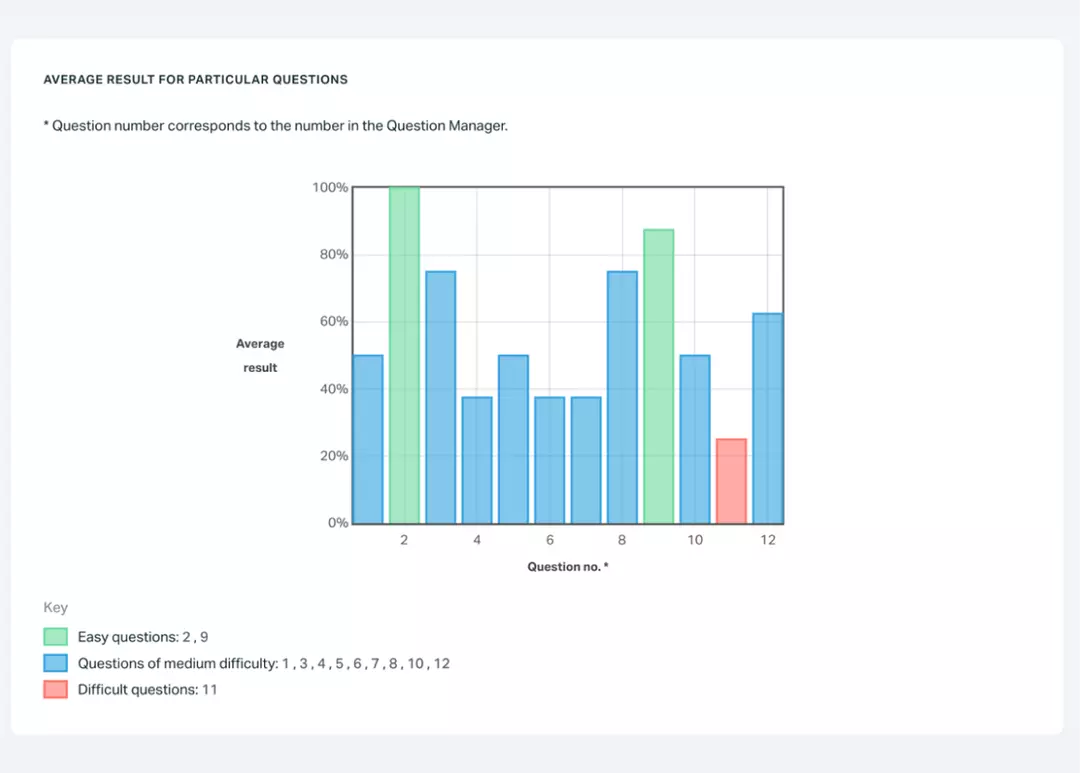 AVERAGE RESULT FOR PARTICULAR QUESTIONS
* Question number corresponds to the number in the Question Manager.
100%
80%
60%
Average
result
40%
20%
0%
2 4 6 8 10 12
Question no. *
Key
Easy questions: 2 , 9
Questions of medium difficulty: 1 , 3 , 4 , 5 , 6 , 7 , 8 , 10 , 12
Difficult questions: 11